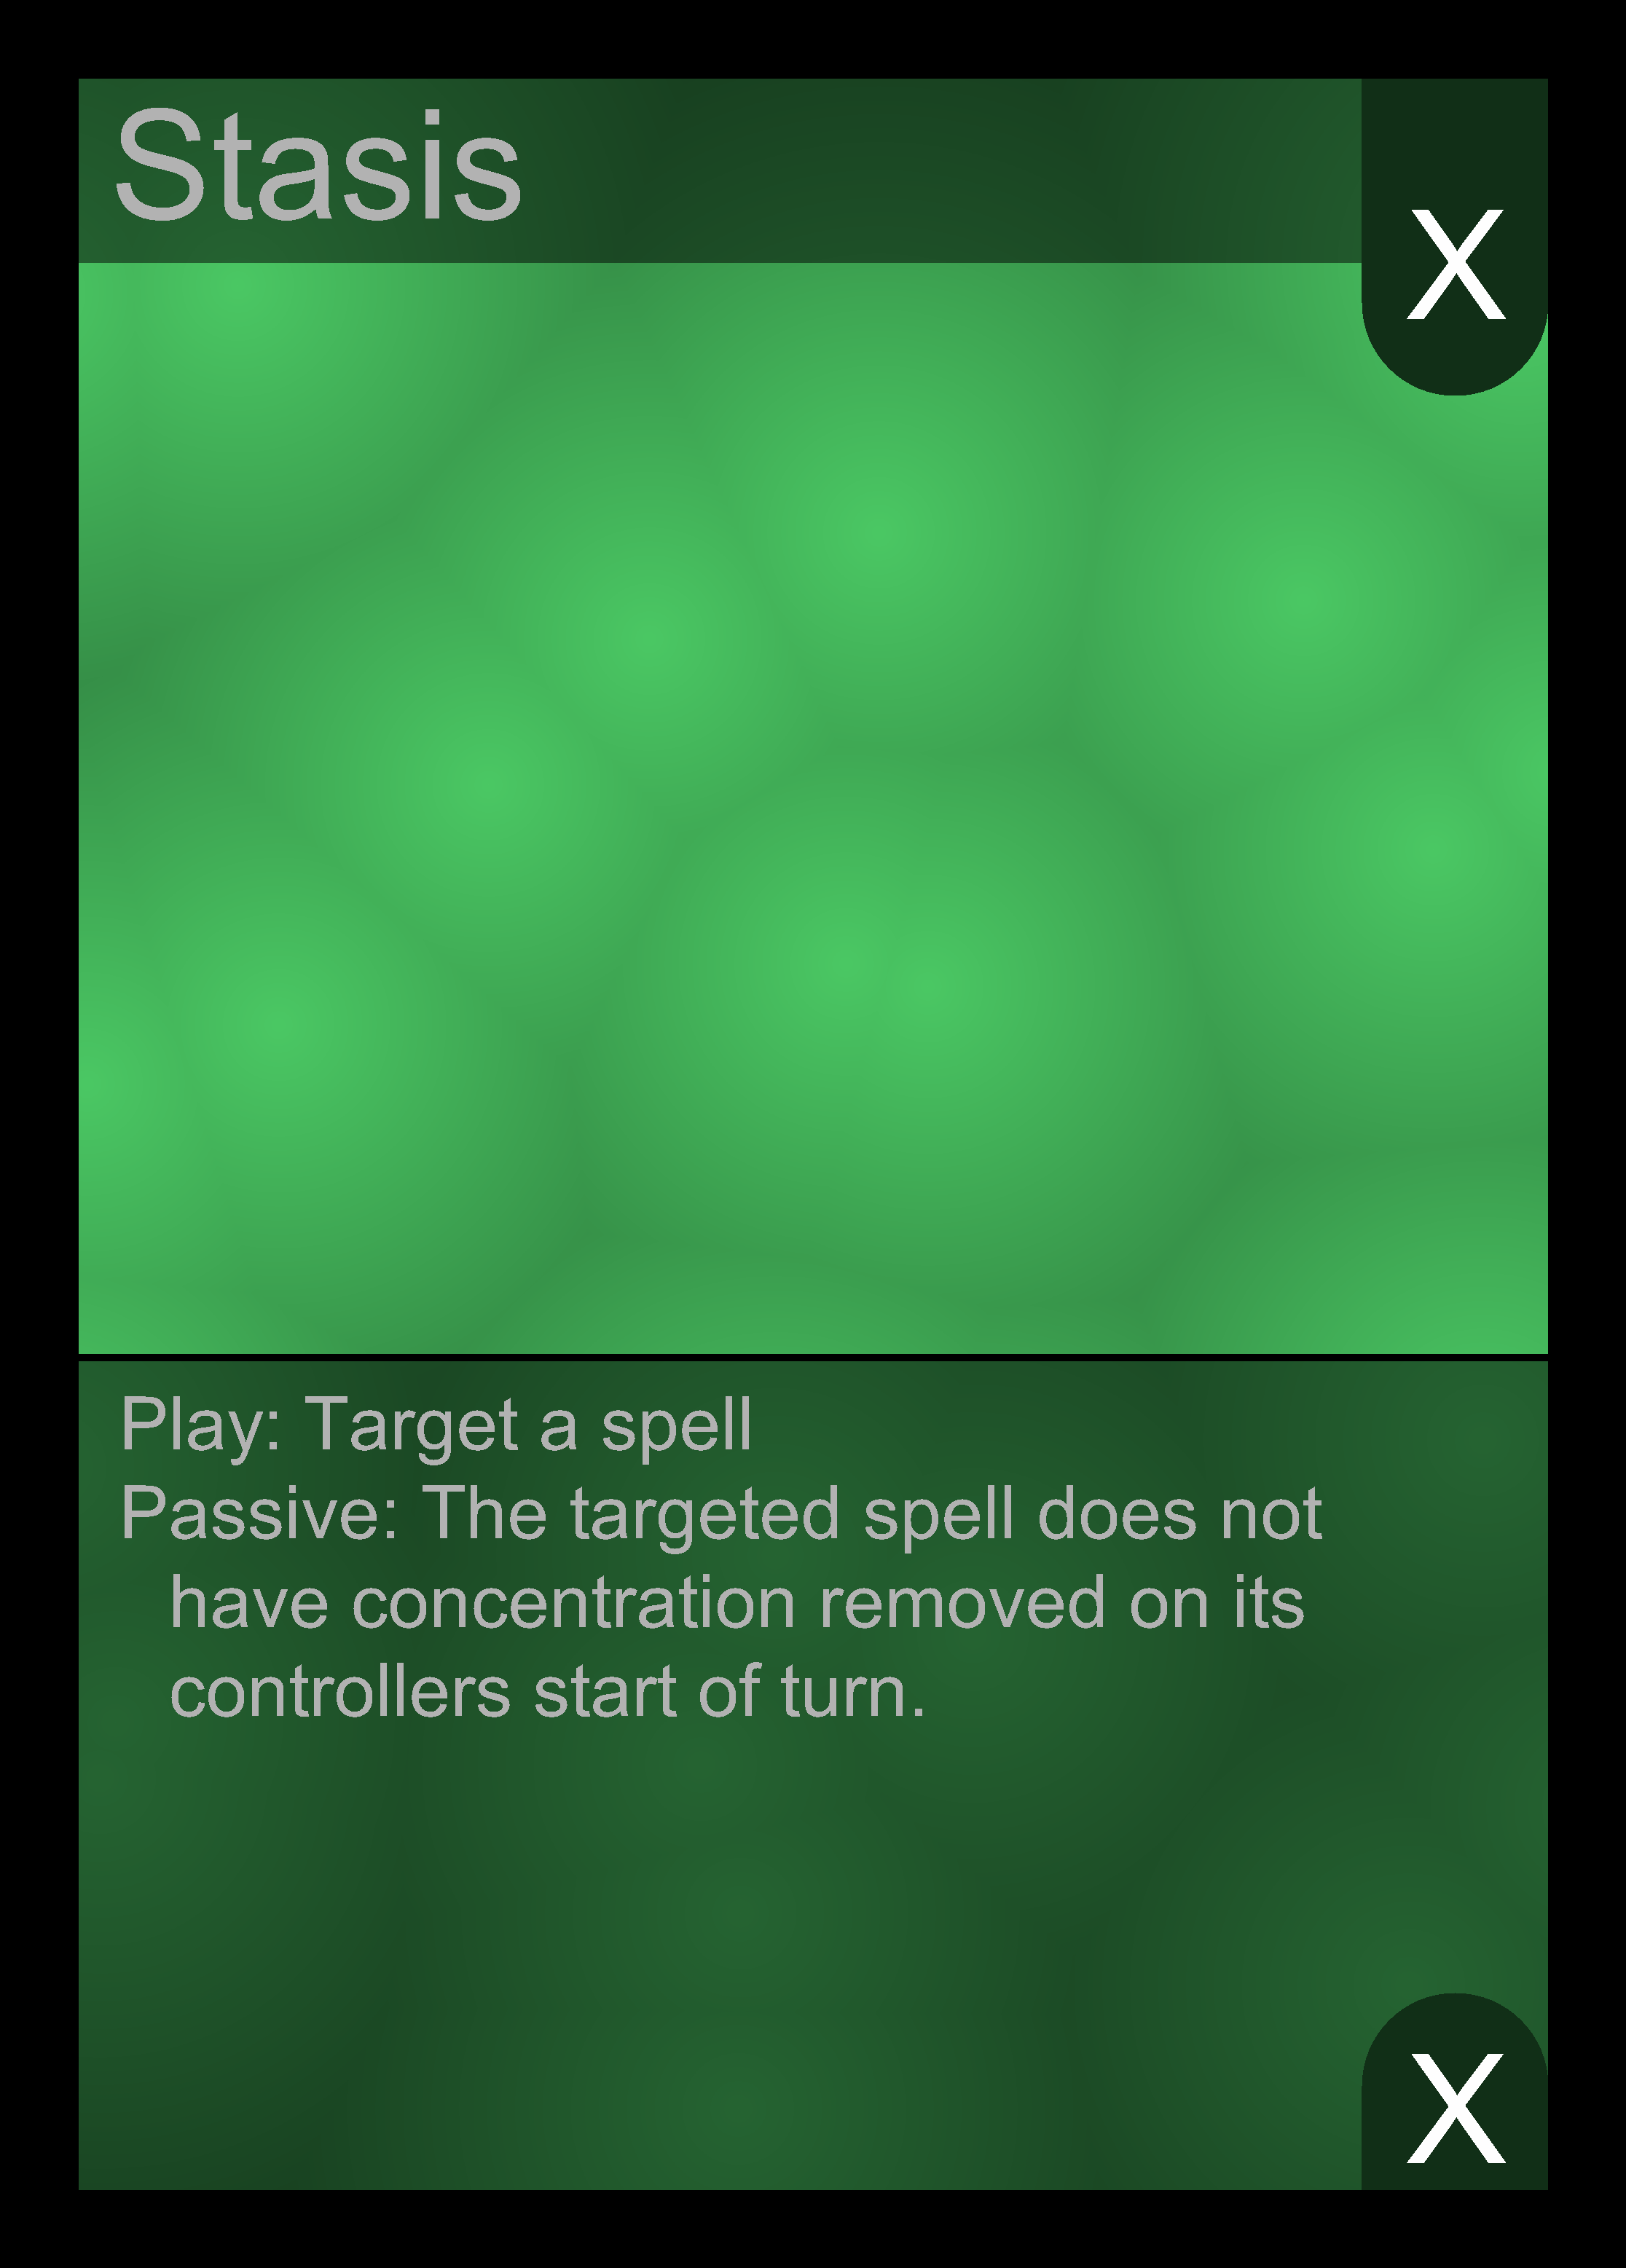 Stasis
X
Play: Target a spell
Passive: The targeted spell does not
have concentration removed on its
controllers start of turn.
X